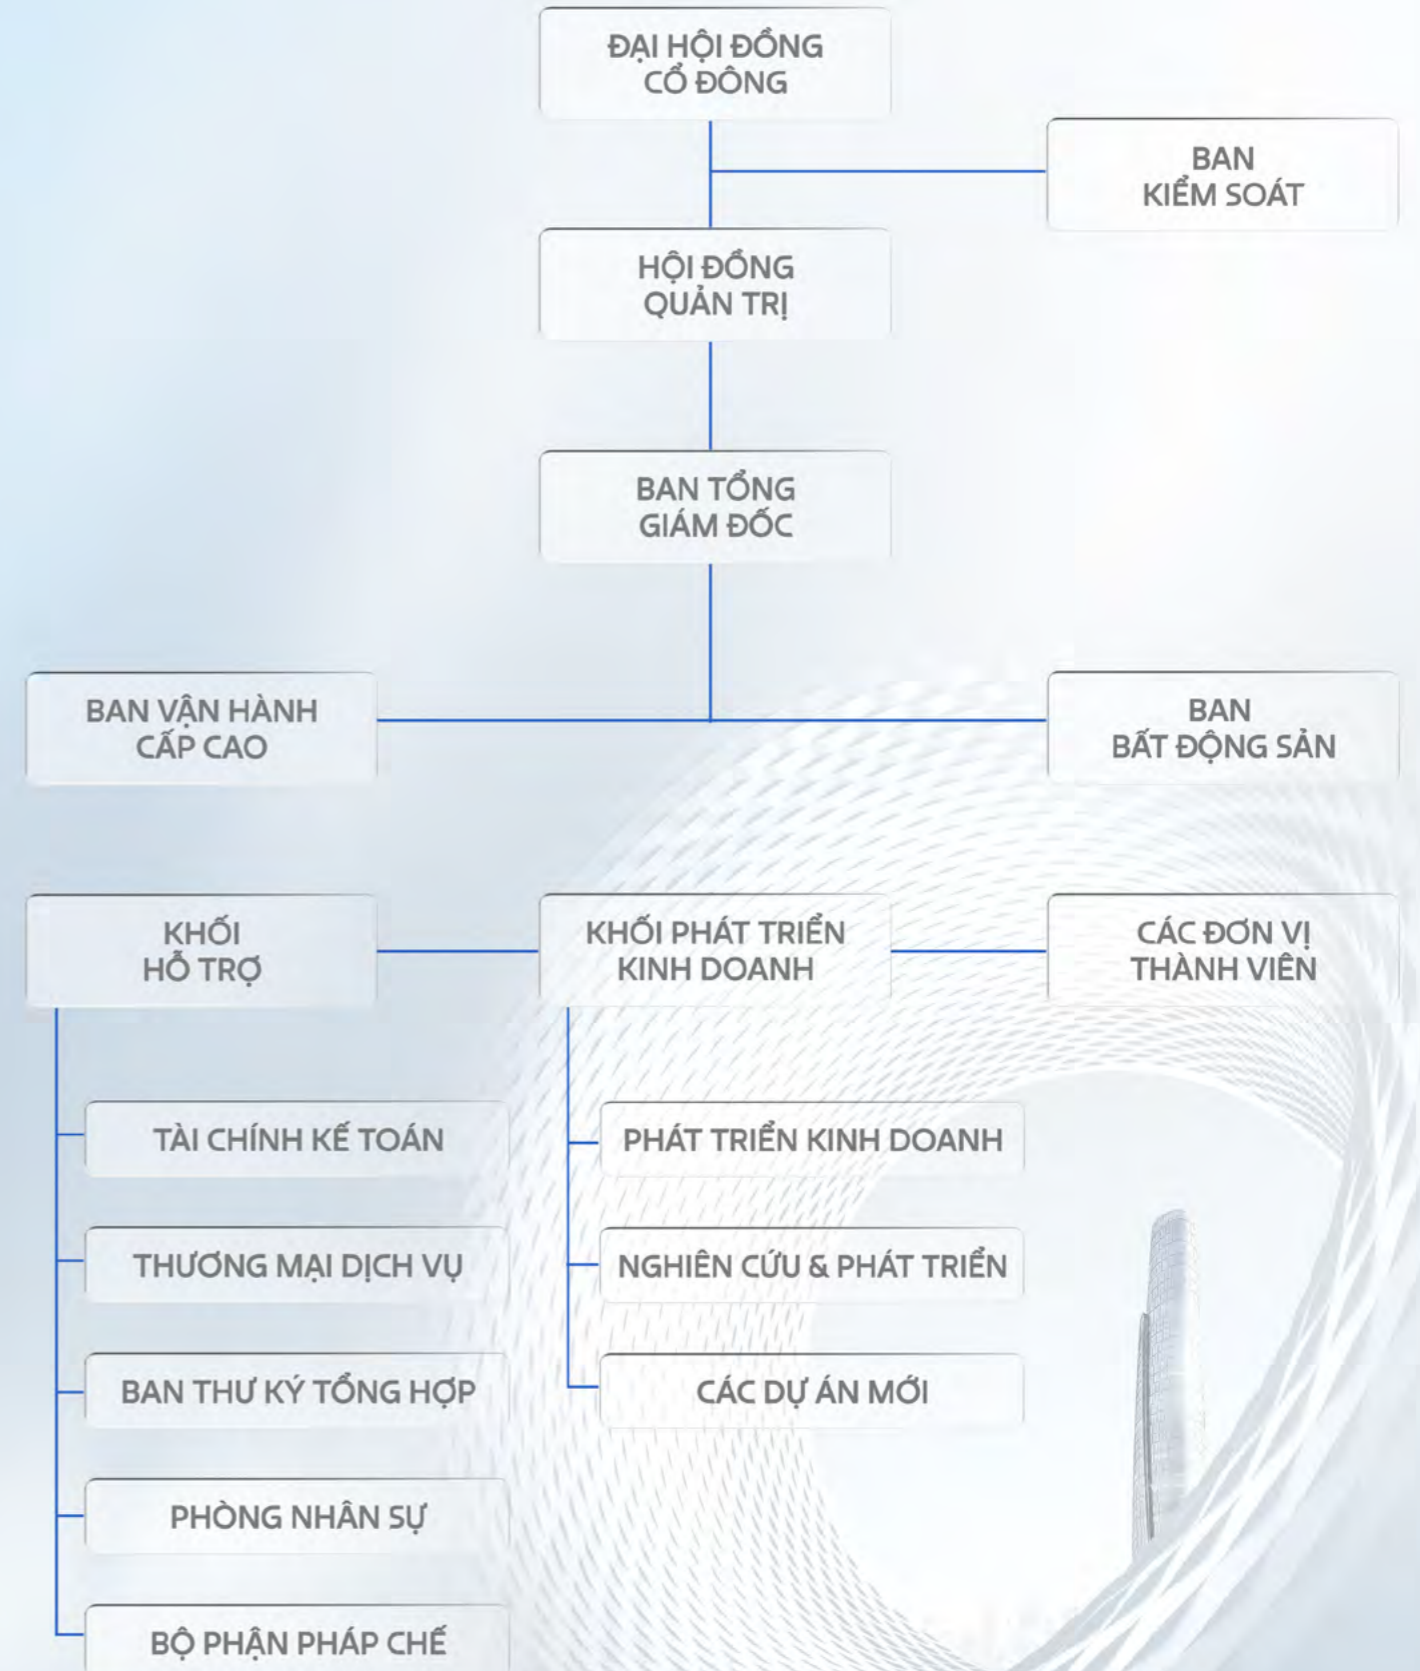 ĐẠI HỘI ĐỒNG
CỔ ĐÔNG
BAN
KIỂM SOÁT
HỘI ĐỒNG
QUẢN TRỊ
BAN TỔNG
GIÁM ĐỐC
BAN VẬN HÀNH
CẤP CAO
BAN
BẤT ĐỘNG SẢN
KHỐI
HỖ TRỢ
KHỐI PHÁT TRIỂN
KINH DOANH
CÁC ĐƠN VỊ
THÀNH VIÊN
TÀI CHÍNH KẾ TOÁN
THƯƠNG MẠI DỊCH VỤ
BAN THƯ KÝ TỔNG HỢP
PHÒNG NHÂN SỰ
BỘ PHẬN PHÁP CHẾ
PHÁT TRIỂN KINH DOANH
NGHIÊN CỨU & PHÁT TRIỂN
CÁC DỰ ÁN MỚI